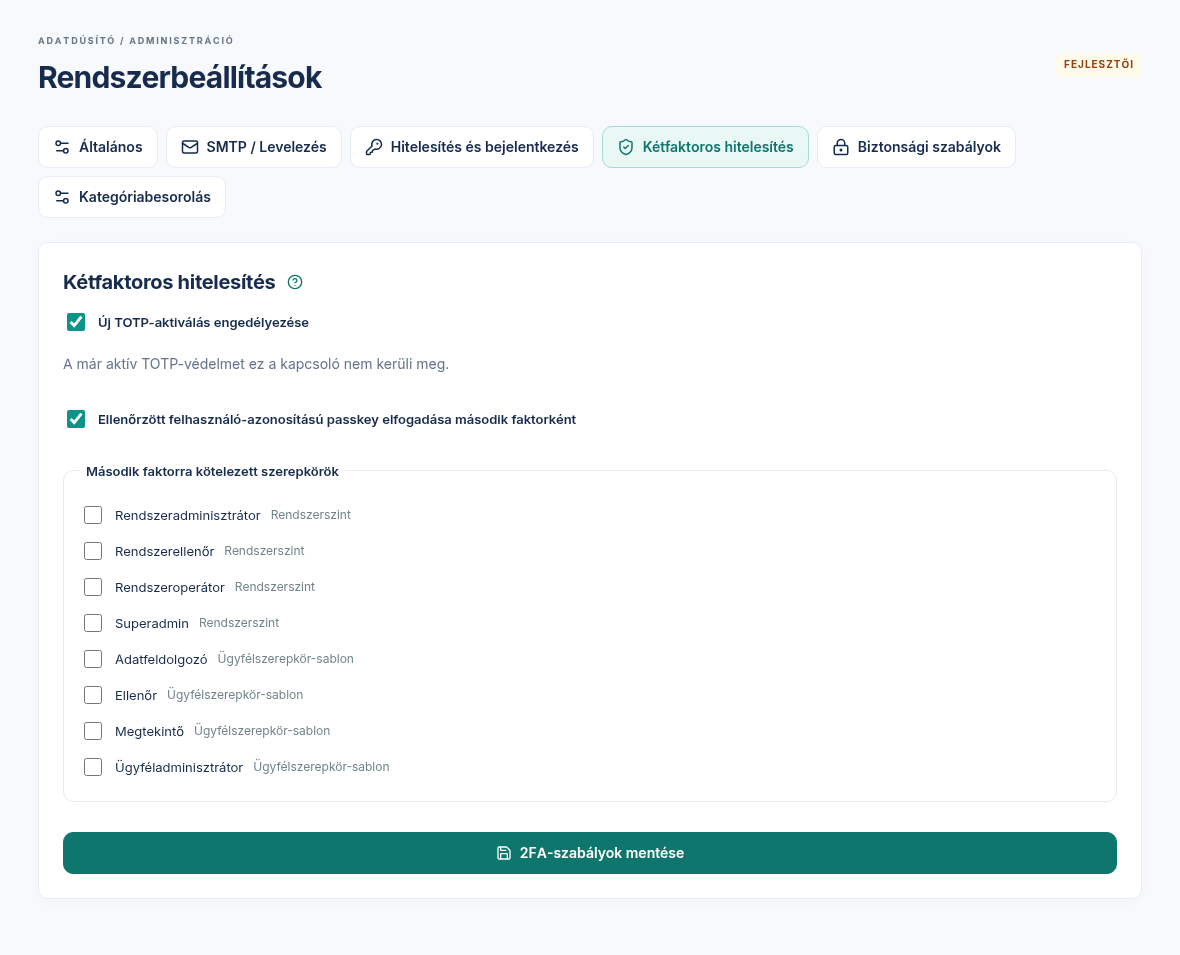 ADATDÚSÍTÓ / ADMINISZTRÁCIÓ
Rendszerbeállítások
FEJLESZTŐI
Általános
SMTP / Levelezés
Hitelesítés és bejelentkezés
Kétfaktoros hitelesítés
Biztonsági szabályok
Kategóriabesorolás
Kétfaktoros hitelesítés
Új TOTP-aktiválás engedélyezése
A már aktív TOTP-védelmet ez a kapcsoló nem kerüli meg.
Ellenőrzött felhasználó-azonosítású passkey elfogadása második faktorként
Második faktorra kötelezett szerepkörök
Rendszeradminisztrátor Rendszerszint
Rendszerellenőr Rendszerszint
Rendszeroperátor Rendszerszint
Superadmin Rendszerszint
Adatfeldolgozó Ügyfélszerepkör-sablon
Ellenőr Ügyfélszerepkör-sablon
Megtekintő Ügyfélszerepkör-sablon
Ügyféladminisztrátor Ügyfélszerepkör-sablon
2FA-szabályok mentése